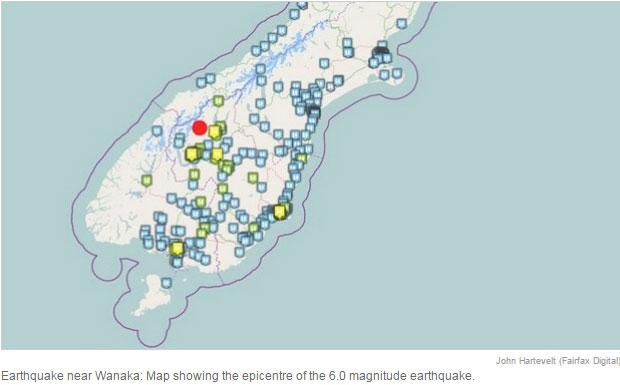 John Hartevelt (Fairfax Digital)
Earthquake near Wanaka: Map showing the epicentre of the 6.0 magnitude earthquake.